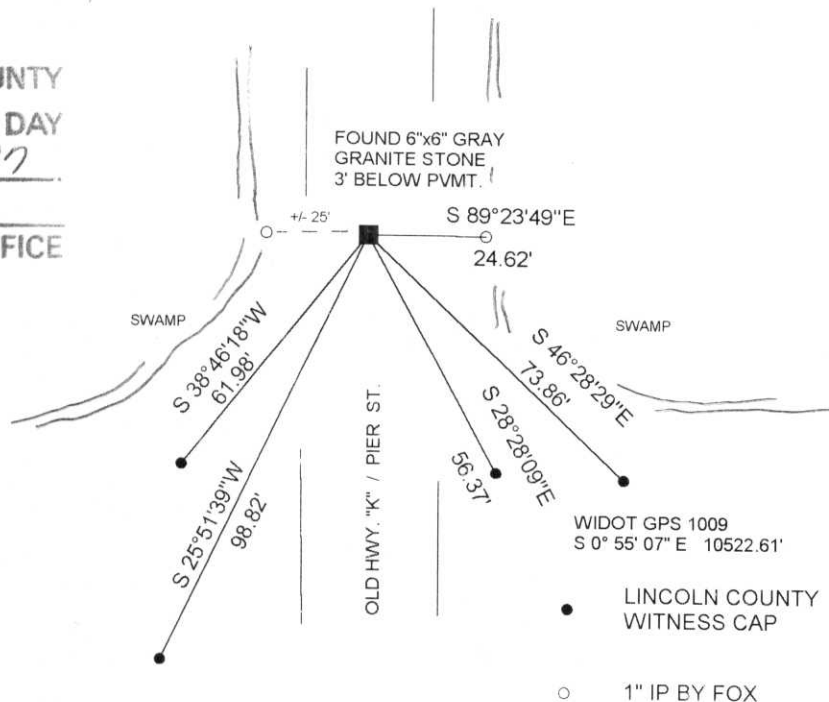 UNTY
DAY
FICE
FOUND 6"x6" GRAY
GRANITE STONE
3' BELOW PVMT.
+/- 25'
S 89°23'49"E
24.62'
SWAMP
SWAMP
S 38°46'18"W
61.98'
S 46°28'29"E
73.86'
S 25°51'39"W
98.82'
S 28°28'09"E
56.37'
OLD HWY. "K" / PIER ST.
WIDOT GPS 1009
S 0° 55' 07" E 10522.61'
LINCOLN COUNTY
WITNESS CAP
1" IP BY FOX